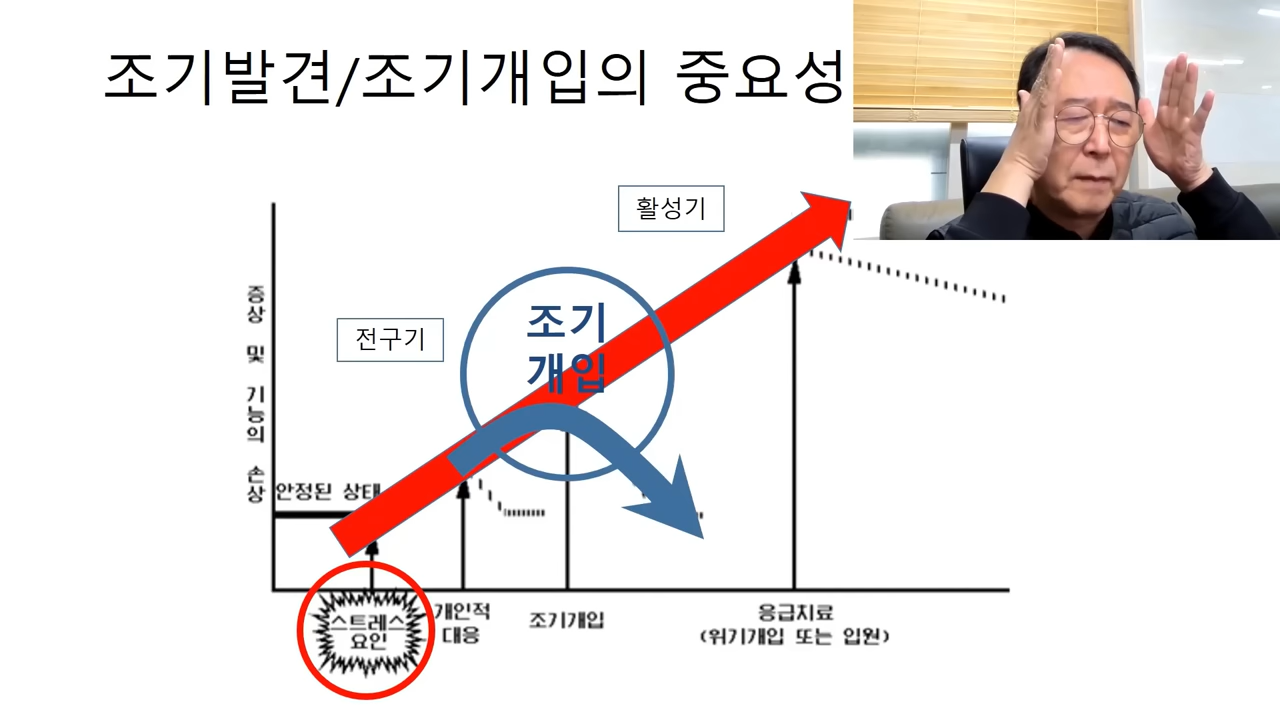 조기발견/조기개입의 중요성
활성기
전구기
조기
개입
증상 및 기능의 손상
안정된 상태
스트레스
요인
개인적
대응
조기개입
응급치료
(위기개입 또는 입원)